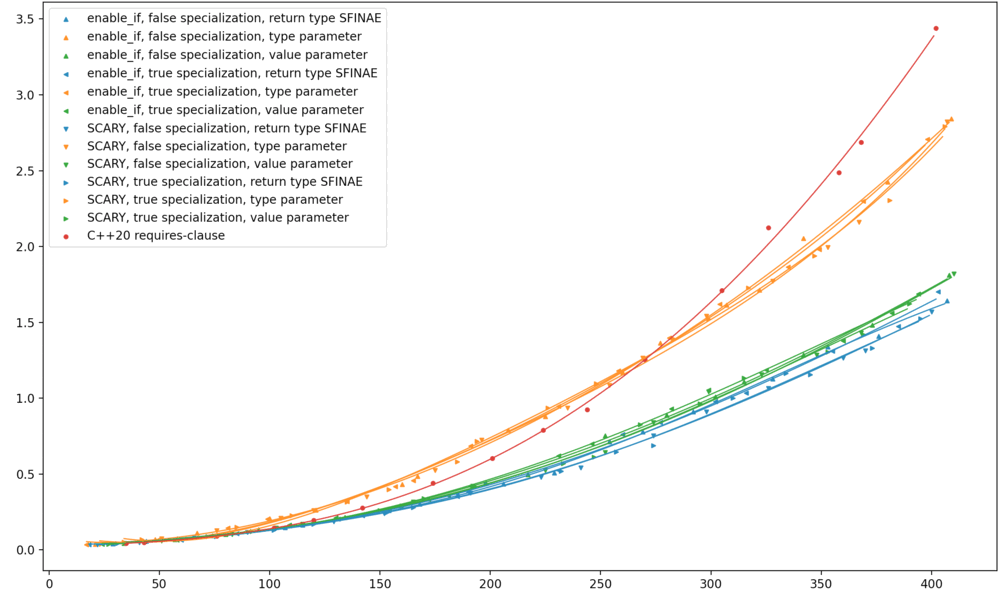 3.5
3.0
2.5
2.0
1.5
1.0
0.5
0.0
enable_if, false specialization, return type SFINAE
enable_if, false specialization, type parameter
enable_if, false specialization, value parameter
enable_if, true specialization, return type SFINAE
enable_if, true specialization, type parameter
enable_if, true specialization, value parameter
SCARY, false specialization, return type SFINAE
SCARY, false specialization, type parameter
SCARY, false specialization, value parameter
SCARY, true specialization, return type SFINAE
SCARY, true specialization, type parameter
SCARY, true specialization, value parameter
C++20 requires-clause
0 50 100 150 200 250 300 350 400